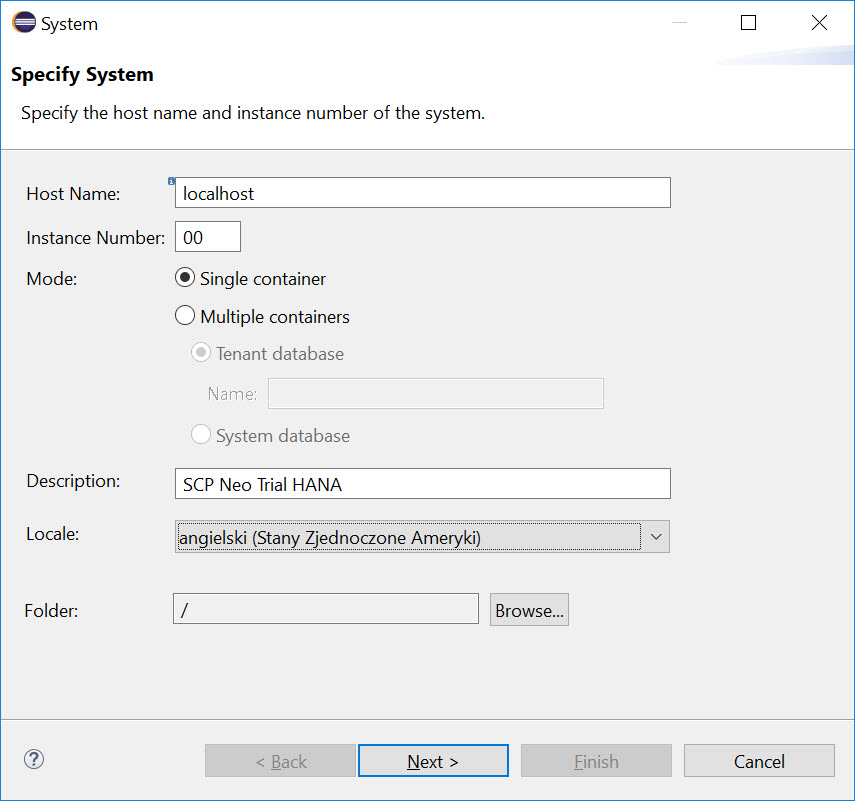 System
Specify System
Specify the host name and instance number of the system.
Host Name: localhost
Instance Number: 00
Mode: Single container
Multiple containers
Tenant database
Name:
System database
Description: SCP Neo Trial HANA
Locale: angielski (Stany Zjednoczone Ameryki)
Folder: / Browse...
? < Back Next > Finish Cancel